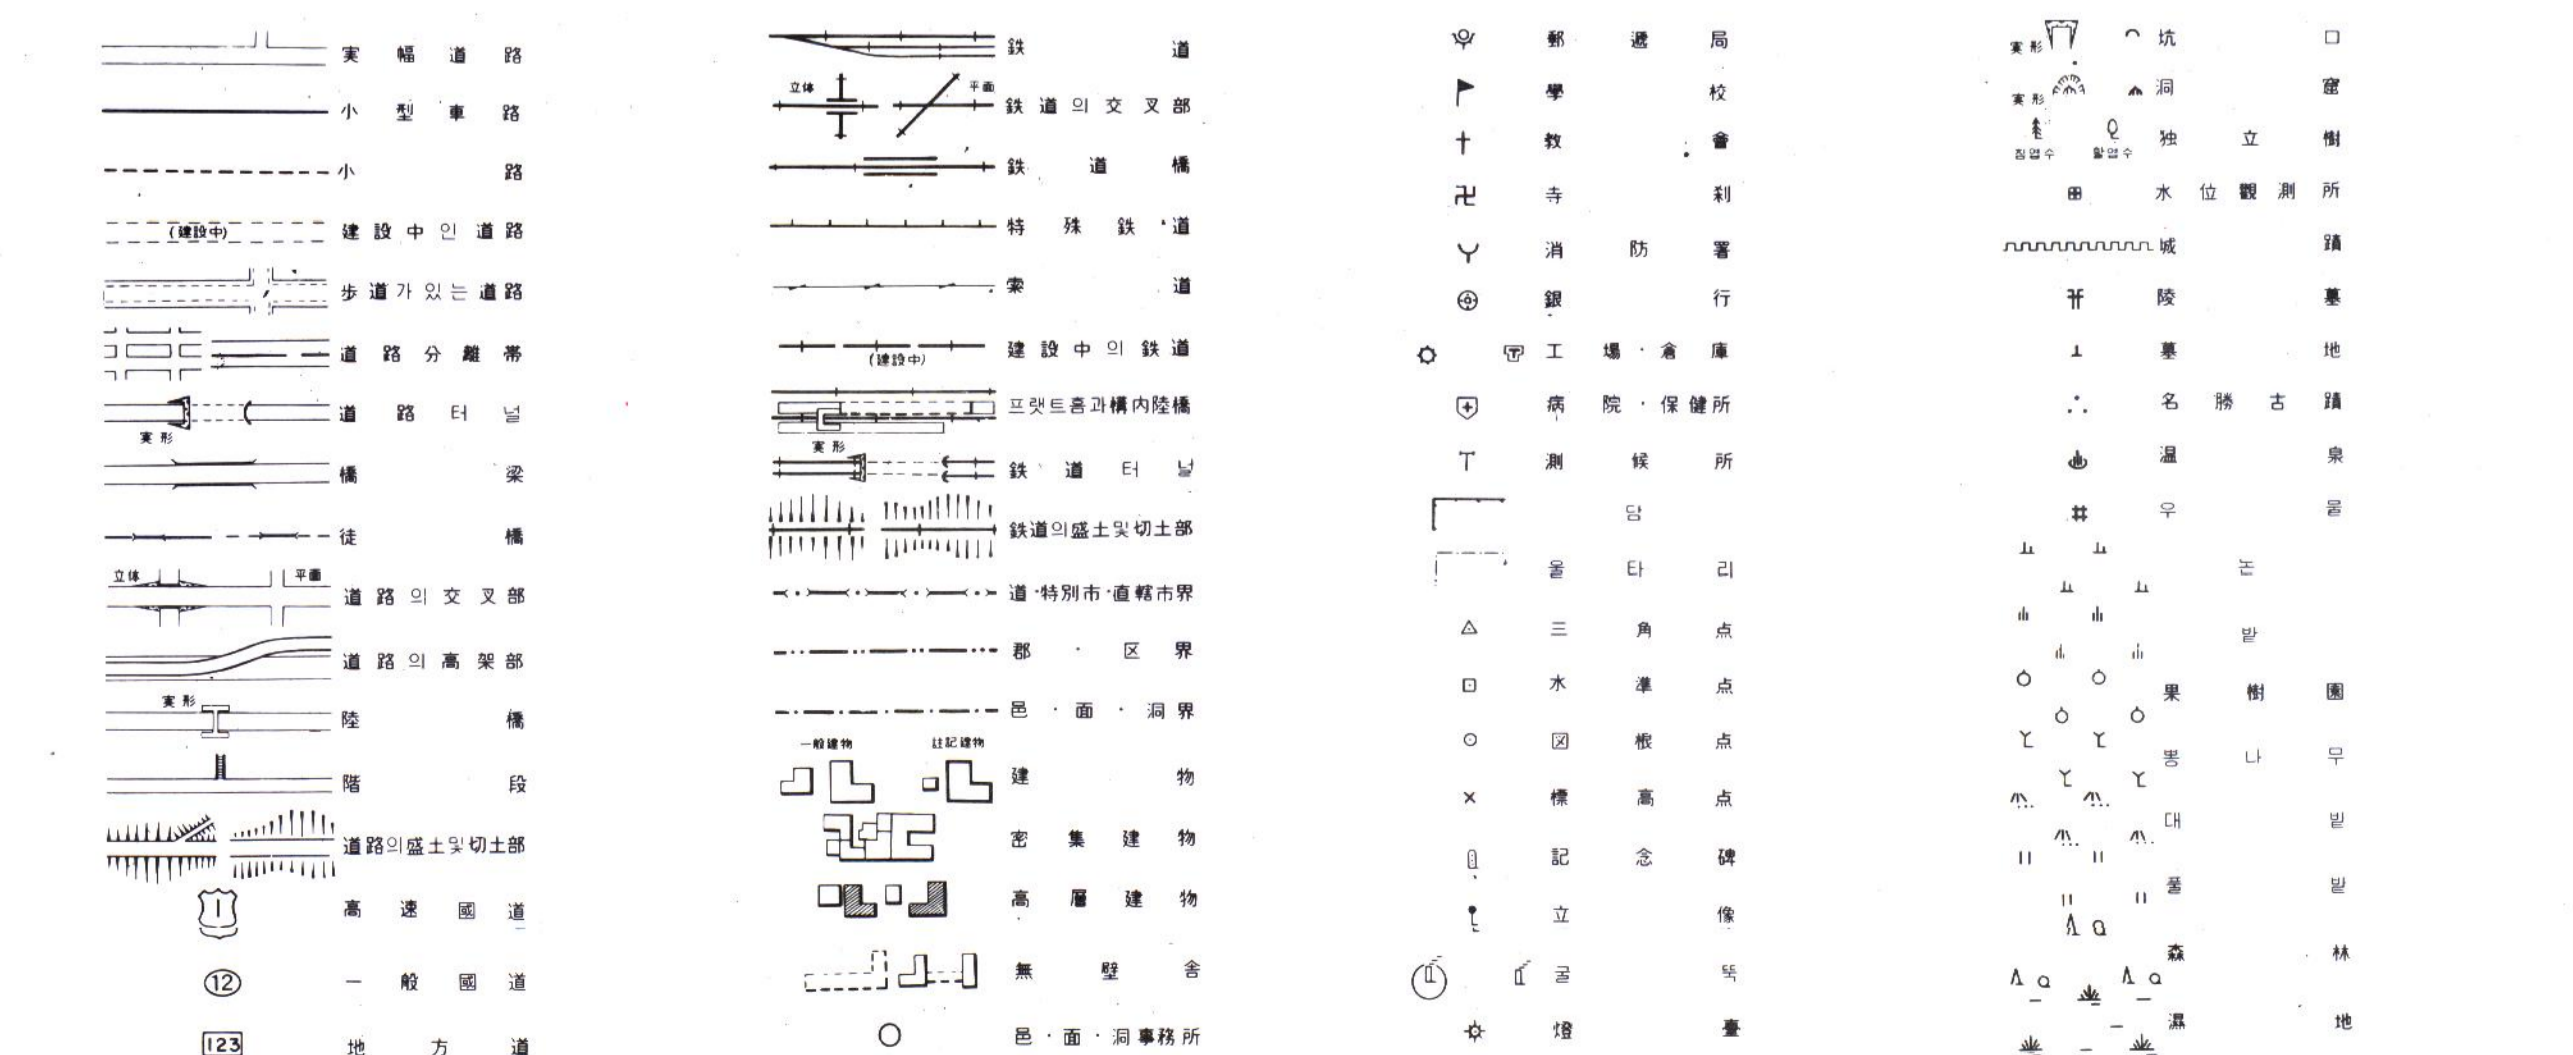 実幅道路
小型車路
小路
(建設中) 建設中인道路
歩道가있는道路
道路分離帯
道路터널
実形
橋梁
徒橋
立体 平面
道路의交叉部
道路의高架部
実形
陸橋
階段
道路의盛土및切土部
1 高速國道
12 一般國道
123 地方道
鉄道
立体 平面
鉄道의交叉部
鉄道橋
特殊鉄道
索道
建設中의鉄道
(建設中)
프랫트홈과構内陸橋
実形
鉄道터널
鉄道의盛土및切土部
道·特別市·直轄市界
郡·区界
邑·面·洞界
一般建物 註記建物
建物
密集建物
高層建物
無壁舎
邑·面·洞事務所
郵遞局
學校
教會
卍 寺刹
消防署
銀行
工場·倉庫
病院·保健所
測候所
담
울타리
三角点
水準点
図根点
標高点
記念碑
立像
굴뚝
燈臺
実形 坑口
実形 洞窟
独立樹
침엽수 활엽수
水位觀測所
城蹟
陵墓
墓地
名勝古蹟
温泉
우물
논
밭
果樹園
뽕나무
대밭
풀밭
森林
濕地